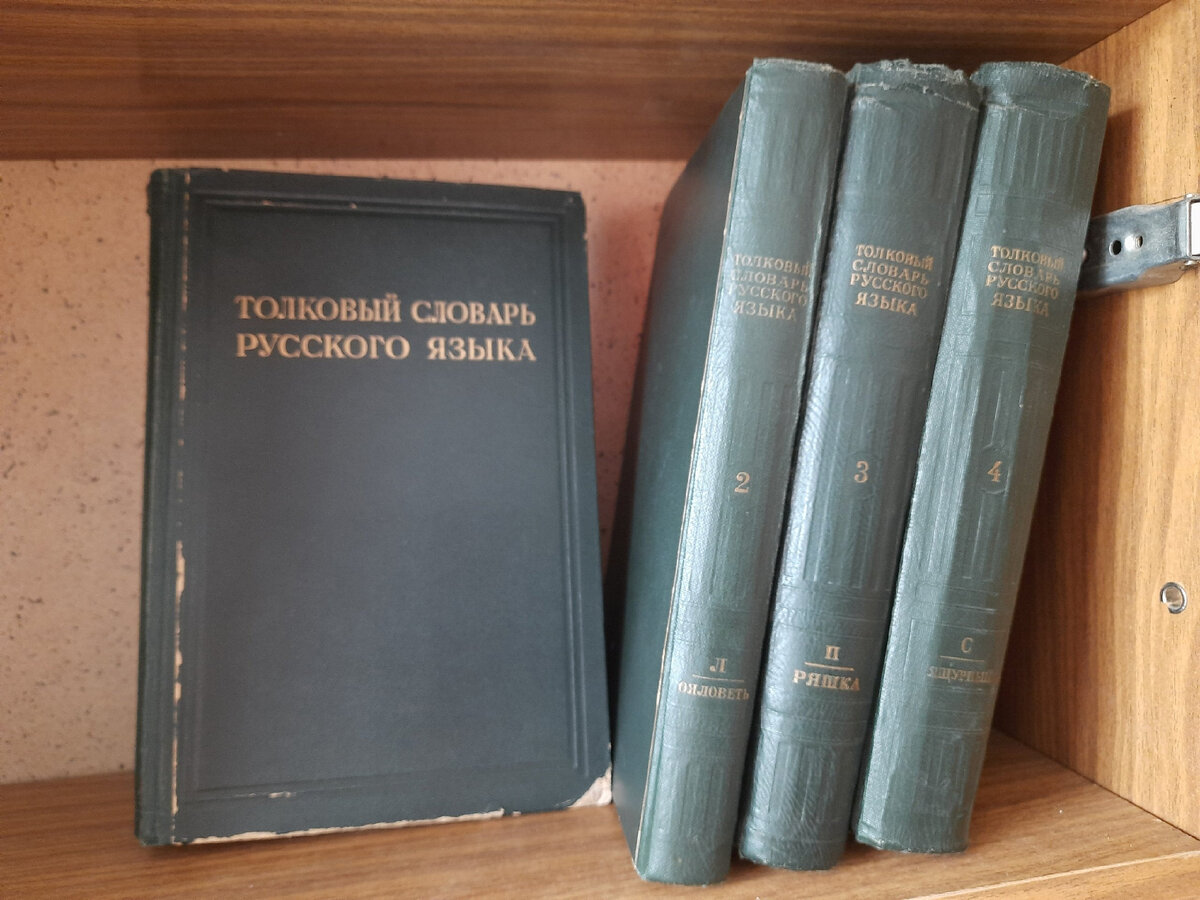 ТОЛКОВЫЙ СЛОВАРЬ
РУССКОГО ЯЗЫКА
ТОЛКОВЫЙ
СЛОВАРЬ
РУССКОГО
ЯЗЫКА
2
Л
ОЯЛОВЕТЬ
ТОЛКОВЫЙ
СЛОВАРЬ
РУССКОГО
ЯЗЫКА
3
П
РЯШКА
ТОЛКОВЫЙ
СЛОВАРЬ
РУССКОГО
ЯЗЫКА
4
С
ЯЩУРНЫЙ